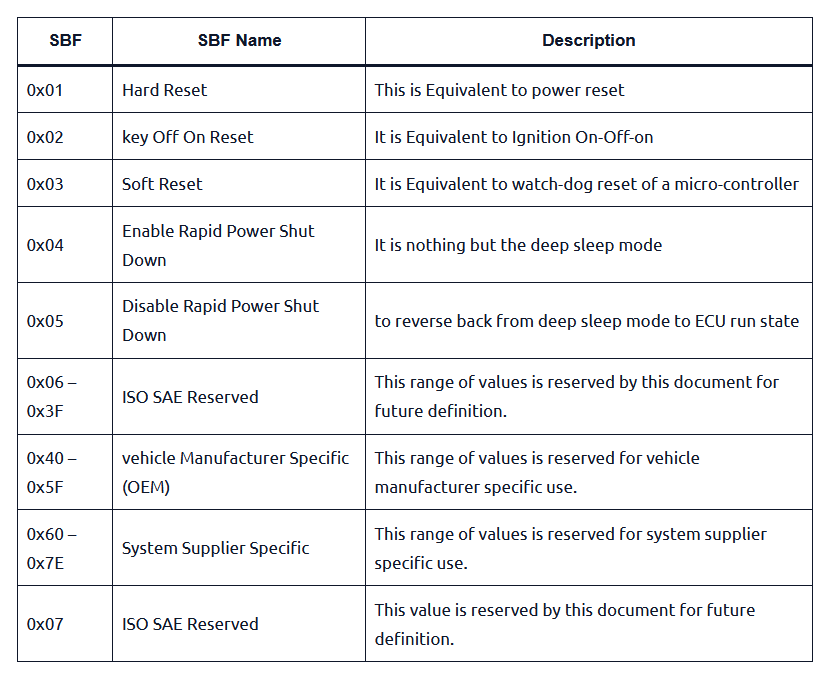 SBF SBF Name Description
0x01 Hard Reset This is Equivalent to power reset
0x02 key Off On Reset It is Equivalent to Ignition On-Off-on
0x03 Soft Reset It is Equivalent to watch-dog reset of a micro-controller
0x04 Enable Rapid Power Shut
Down It is nothing but the deep sleep mode
0x05 Disable Rapid Power Shut
Down to reverse back from deep sleep mode to ECU run state
0x06 –
0x3F ISO SAE Reserved This range of values is reserved by this document for
future definition.
0x40 –
0x5F vehicle Manufacturer Specific
(OEM) This range of values is reserved for vehicle
manufacturer specific use.
0x60 –
0x7E System Supplier Specific This range of values is reserved for system supplier
specific use.
0x07 ISO SAE Reserved This value is reserved by this document for future
definition.